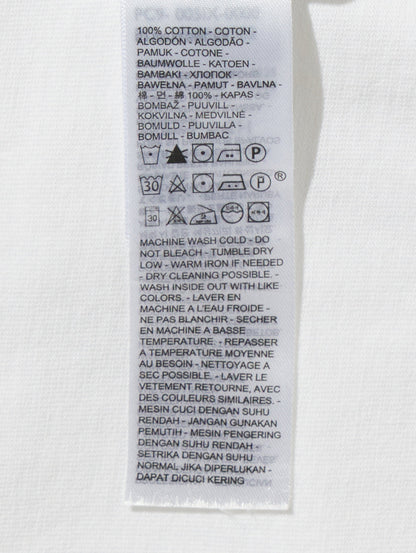 100% COTTON - COTON -
ALGODÓN - ALGODÃO -
PAMUK - COTONE -
BAUMWOLLE - KATOEN -
BAMBAKI - ХЛОПОК -
BAWEŁNA - PAMUT - BAVLNA -
棉 - 면 - 綿 100% - KAPAS -
BOMBAŽ - PUUVILL -
KOKVILNA - MEDVILNĖ -
BOMULD - PUUVILLA -
BOMULL - BUMBAC
P
30 P ®
30
MACHINE WASH COLD - DO
NOT BLEACH - TUMBLE DRY
LOW - WARM IRON IF NEEDED
- DRY CLEANING POSSIBLE. -
WASH INSIDE OUT WITH LIKE
COLORS. - LAVER EN
MACHINE A L'EAU FROIDE -
NE PAS BLANCHIR - SECHER
EN MACHINE A BASSE
TEMPERATURE. - REPASSER
A TEMPERATURE MOYENNE
AU BESOIN - NETTOYAGE A
SEC POSSIBLE. - LAVER LE
VETEMENT RETOURNE, AVEC
DES COULEURS SIMILAIRES. -
MESIN CUCI DENGAN SUHU
RENDAH - JANGAN GUNAKAN
PEMUTIH - MESIN PENGERING
DENGAN SUHU RENDAH -
SETRIKA DENGAN SUHU
NORMAL JIKA DIPERLUKAN -
DAPAT DICUCI KERING